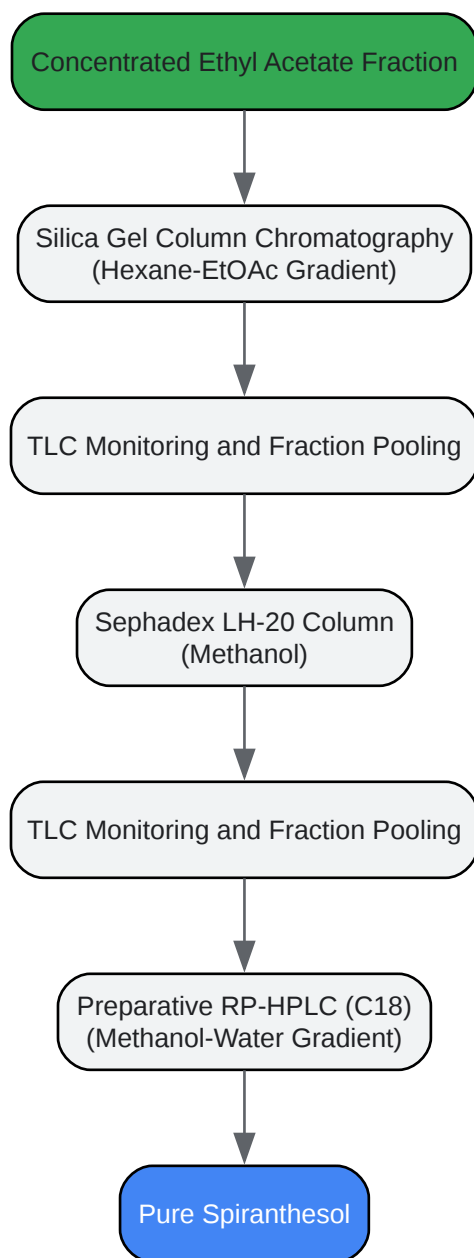 Concentrated Ethyl Acetate Fraction
Silica Gel Column Chromatography
(Hexane-EtOAc Gradient)
TLC Monitoring and Fraction Pooling
Sephadex LH-20 Column
(Methanol)
TLC Monitoring and Fraction Pooling
Preparative RP-HPLC (C18)
(Methanol-Water Gradient)
Pure Spiranthesol